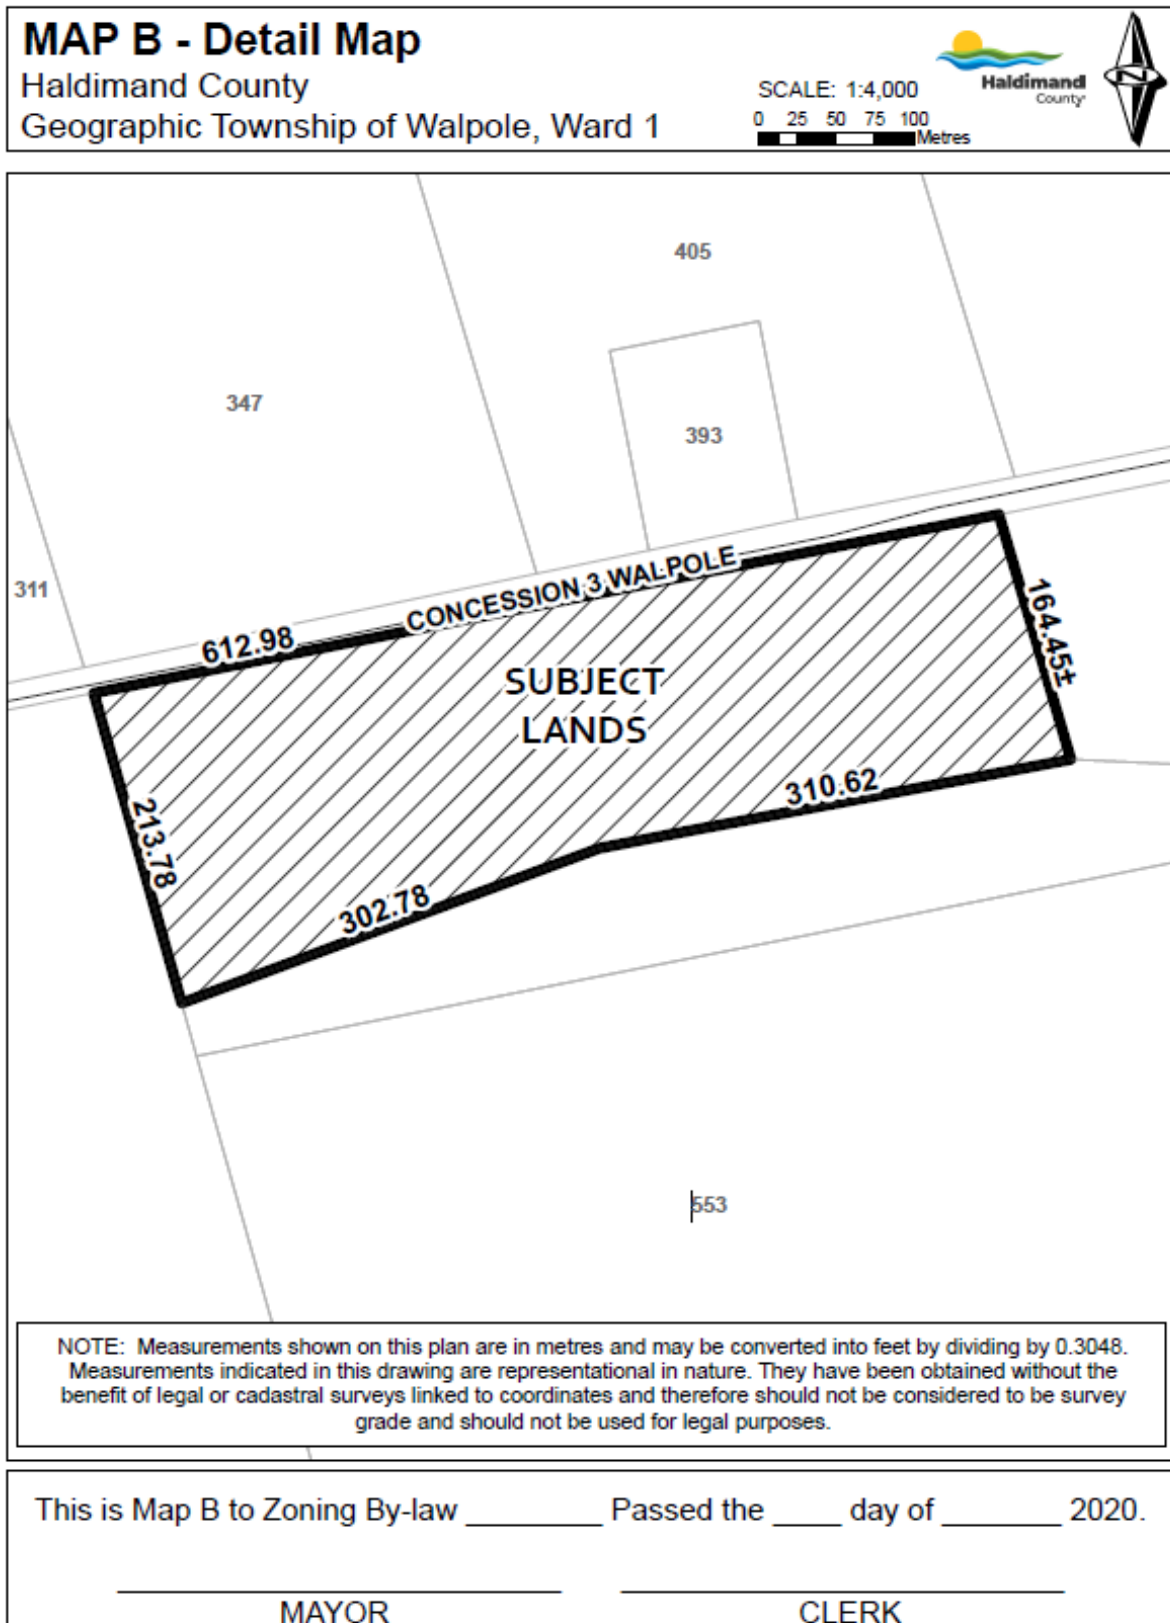 MAP B - Detail Map
Haldimand County
Geographic Township of Walpole, Ward 1
SCALE: 1:4,000
0 25 50 75 100
Metres
Haldimand
County
N
405
347
393
311
CONCESSION 3 WALPOLE
612.98
164.45±
SUBJECT
LANDS
310.62
213.78
302.78
553
NOTE: Measurements shown on this plan are in metres and may be converted into feet by dividing by 0.3048.
Measurements indicated in this drawing are representational in nature. They have been obtained without the
benefit of legal or cadastral surveys linked to coordinates and therefore should not be considered to be survey
grade and should not be used for legal purposes.
This is Map B to Zoning By-law ________ Passed the ____ day of _______ 2020.
MAYOR CLERK